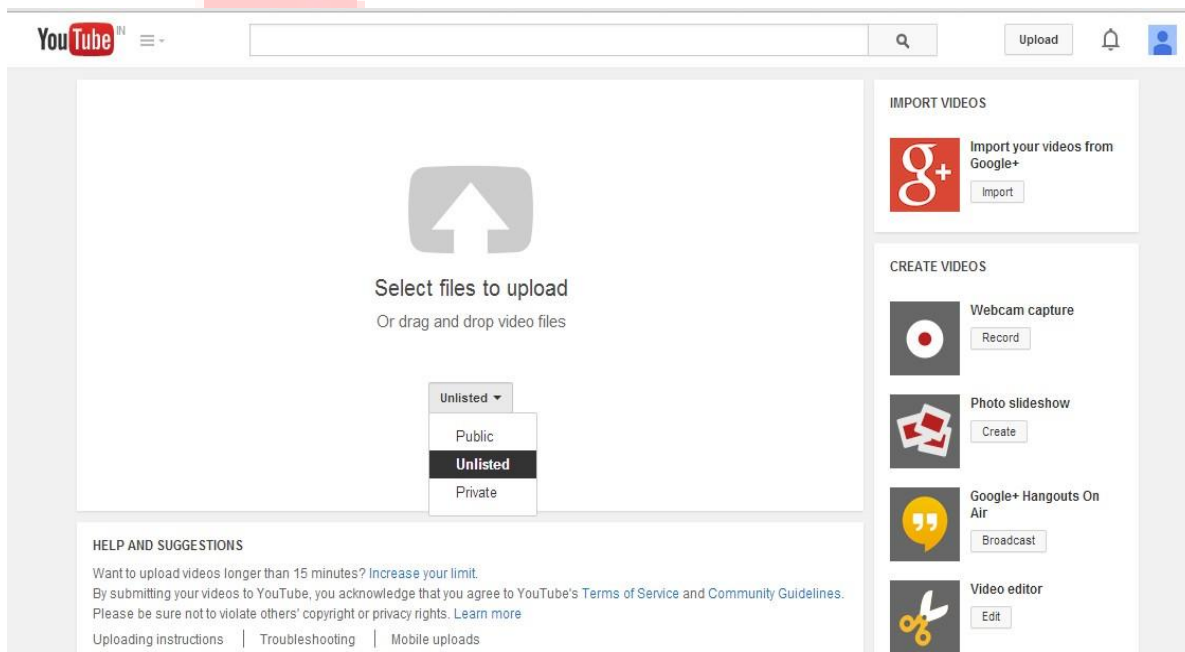 YouTube IN
Upload
Select files to upload
Or drag and drop video files
Unlisted
Public
Unlisted
Private
HELP AND SUGGESTIONS
Want to upload videos longer than 15 minutes? Increase your limit.
By submitting your videos to YouTube, you acknowledge that you agree to YouTube's Terms of Service and Community Guidelines.
Please be sure not to violate others' copyright or privacy rights. Learn more
Uploading instructions | Troubleshooting | Mobile uploads
IMPORT VIDEOS
g+
Import your videos from
Google+
Import
CREATE VIDEOS
Webcam capture
Record
Photo slideshow
Create
Google+ Hangouts On
Air
Broadcast
Video editor
Edit